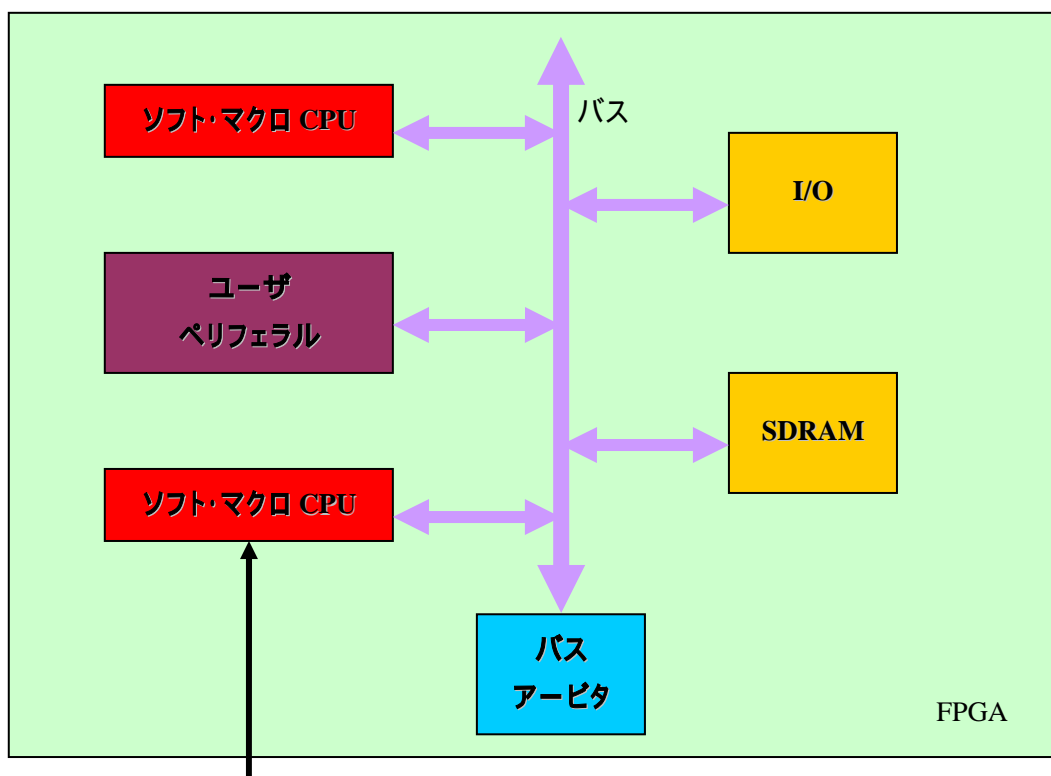 ソフト・マクロ CPU
バス
I/O
ユーザ
ペリフェラル
SDRAM
ソフト・マクロ CPU
バス
アービタ
FPGA